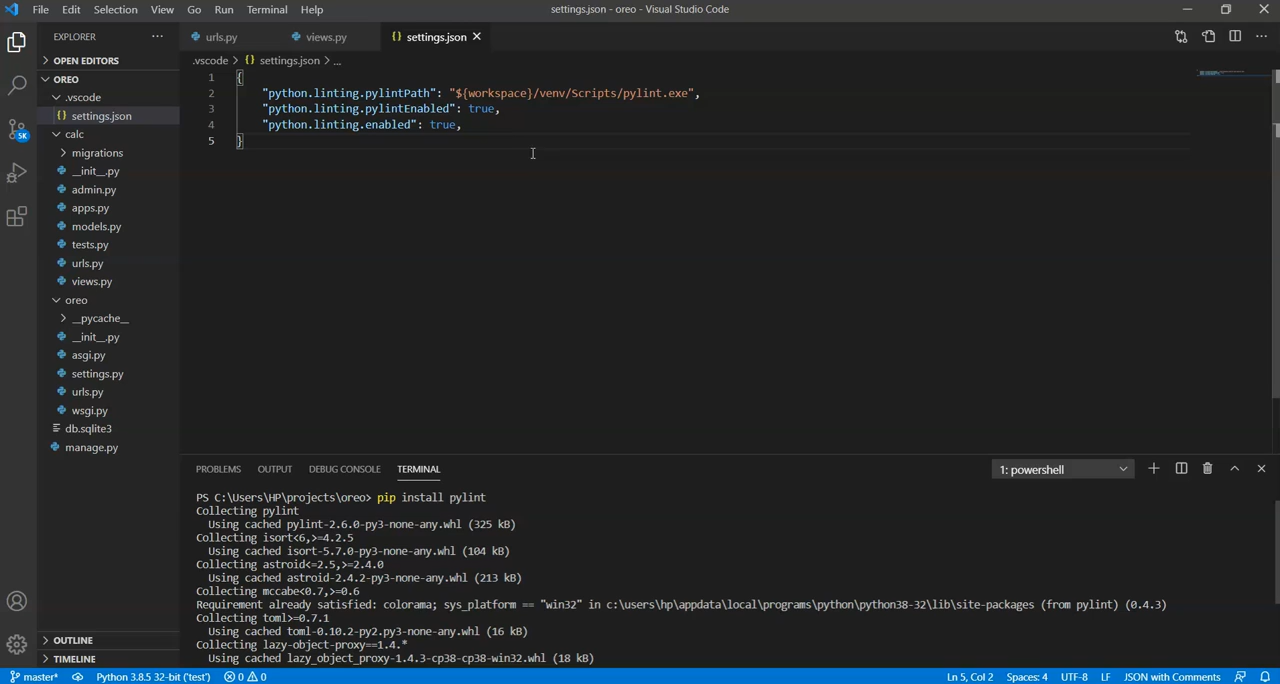 File Edit Selection View Go Run Terminal Help
settings.json - oreo - Visual Studio Code
EXPLORER ···
urls.py views.py {} settings.json ×
OPEN EDITORS
.vscode > {} settings.json > ...
OREO
.vscode
{} settings.json
calc
migrations
__init__.py
admin.py
apps.py
models.py
tests.py
urls.py
views.py
oreo
__pycache__
__init__.py
asgi.py
settings.py
urls.py
wsgi.py
db.sqlite3
manage.py
OUTLINE
TIMELINE
5K
1 {
2 "python.linting.pylintPath": "${workspace}/venv/Scripts/pylint.exe",
3 "python.linting.pylintEnabled": true,
4 "python.linting.enabled": true,
5 }
PROBLEMS OUTPUT DEBUG CONSOLE TERMINAL
1: powershell
PS C:\Users\HP\projects\oreo> pip install pylint
Collecting pylint
Using cached pylint-2.6.0-py3-none-any.whl (325 kB)
Collecting isort<6,>=4.2.5
Using cached isort-5.7.0-py3-none-any.whl (104 kB)
Collecting astroid<=2.5,>=2.4.0
Using cached astroid-2.4.2-py3-none-any.whl (213 kB)
Collecting mccabe<0.7,>=0.6
Requirement already satisfied: colorama; sys_platform == "win32" in c:\users\hp\appdata\local\programs\python\python38-32\lib\site-packages (from pylint) (0.4.3)
Collecting toml>=0.7.1
Using cached toml-0.10.2-py2.py3-none-any.whl (16 kB)
Collecting lazy-object-proxy==1.4.*
Using cached lazy_object_proxy-1.4.3-cp38-cp38-win32.whl (18 kB)
master* Python 3.8.5 32-bit ('test') 0 0
Ln 5, Col 2 Spaces: 4 UTF-8 LF JSON with Comments